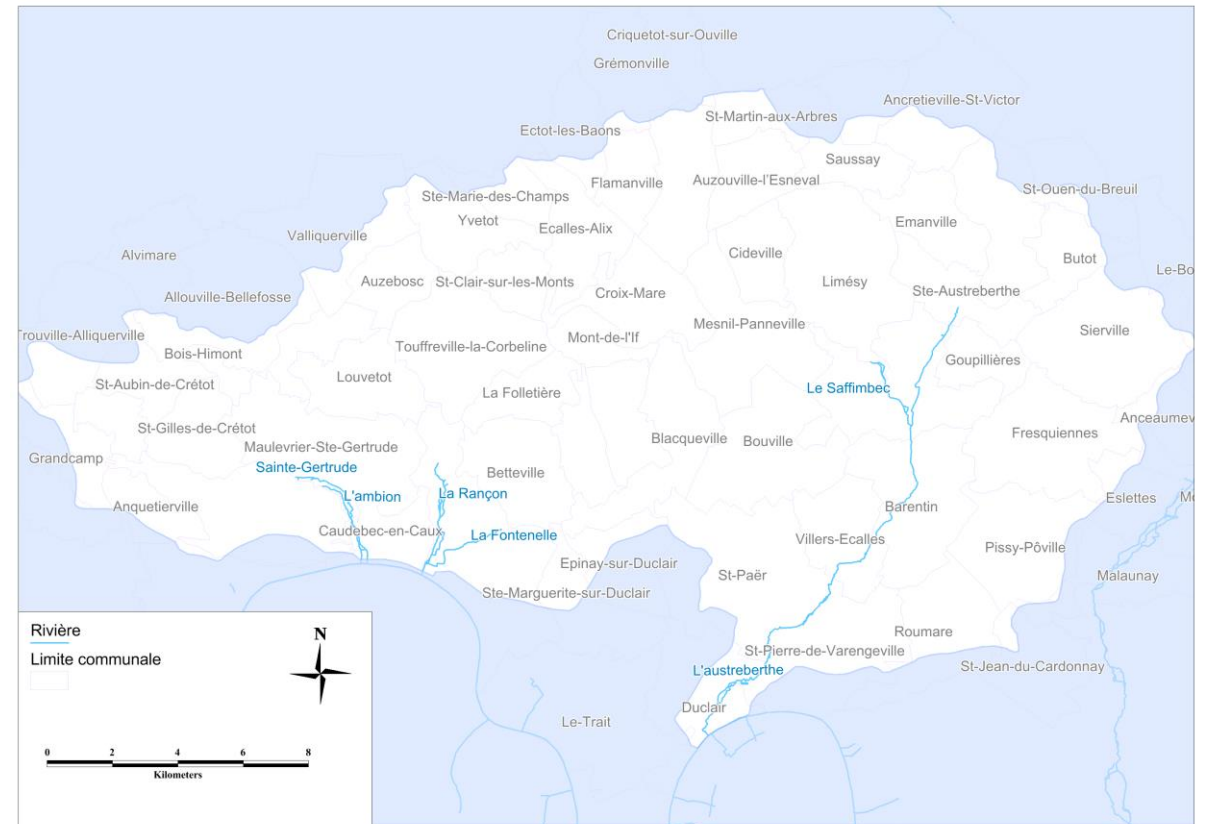 Criquetot-sur-Ouville
Grémonville
Ancretieville-St-Victor
St-Martin-aux-Arbres
Ectot-les-Baons
Saussay
Flamanville
Auzouville-l'Esneval
St-Ouen-du-Breuil
Ste-Marie-des-Champs
Yvetot
Ecalles-Alix
Emanville
Valliquerville
Alvimare
Cideville
Butot
Le-Bo
Auzebosc
St-Clair-sur-les-Monts
Limésy
Croix-Mare
Ste-Austreberthe
Allouville-Bellefosse
Mesnil-Panneville
Sierville
Trouville-Alliquerville
Mont-de-l'If
Touffreville-la-Corbeline
Bois-Himont
Goupillières
Louvetot
St-Aubin-de-Crétot
Le Saffimbec
La Folletière
Anceaumev
St-Gilles-de-Crétot
Fresquiennes
Blacqueville
Bouville
Maulevrier-Ste-Gertrude
Grandcamp
Sainte-Gertrude
Betteville
L'ambion
La Rançon
Eslettes
Me
Anquetierville
Barentin
Caudebec-en-Caux
La Fontenelle
Villers-Ecalles
Pissy-Pôville
Epinay-sur-Duclair
St-Paër
Malaunay
Ste-Marguerite-sur-Duclair
Roumare
St-Pierre-de-Varengeville
St-Jean-du-Cardonnay
L'austreberthe
Duclair
Le-Trait
Rivière
Limite communale
N
0 2 4 6 8
Kilometers